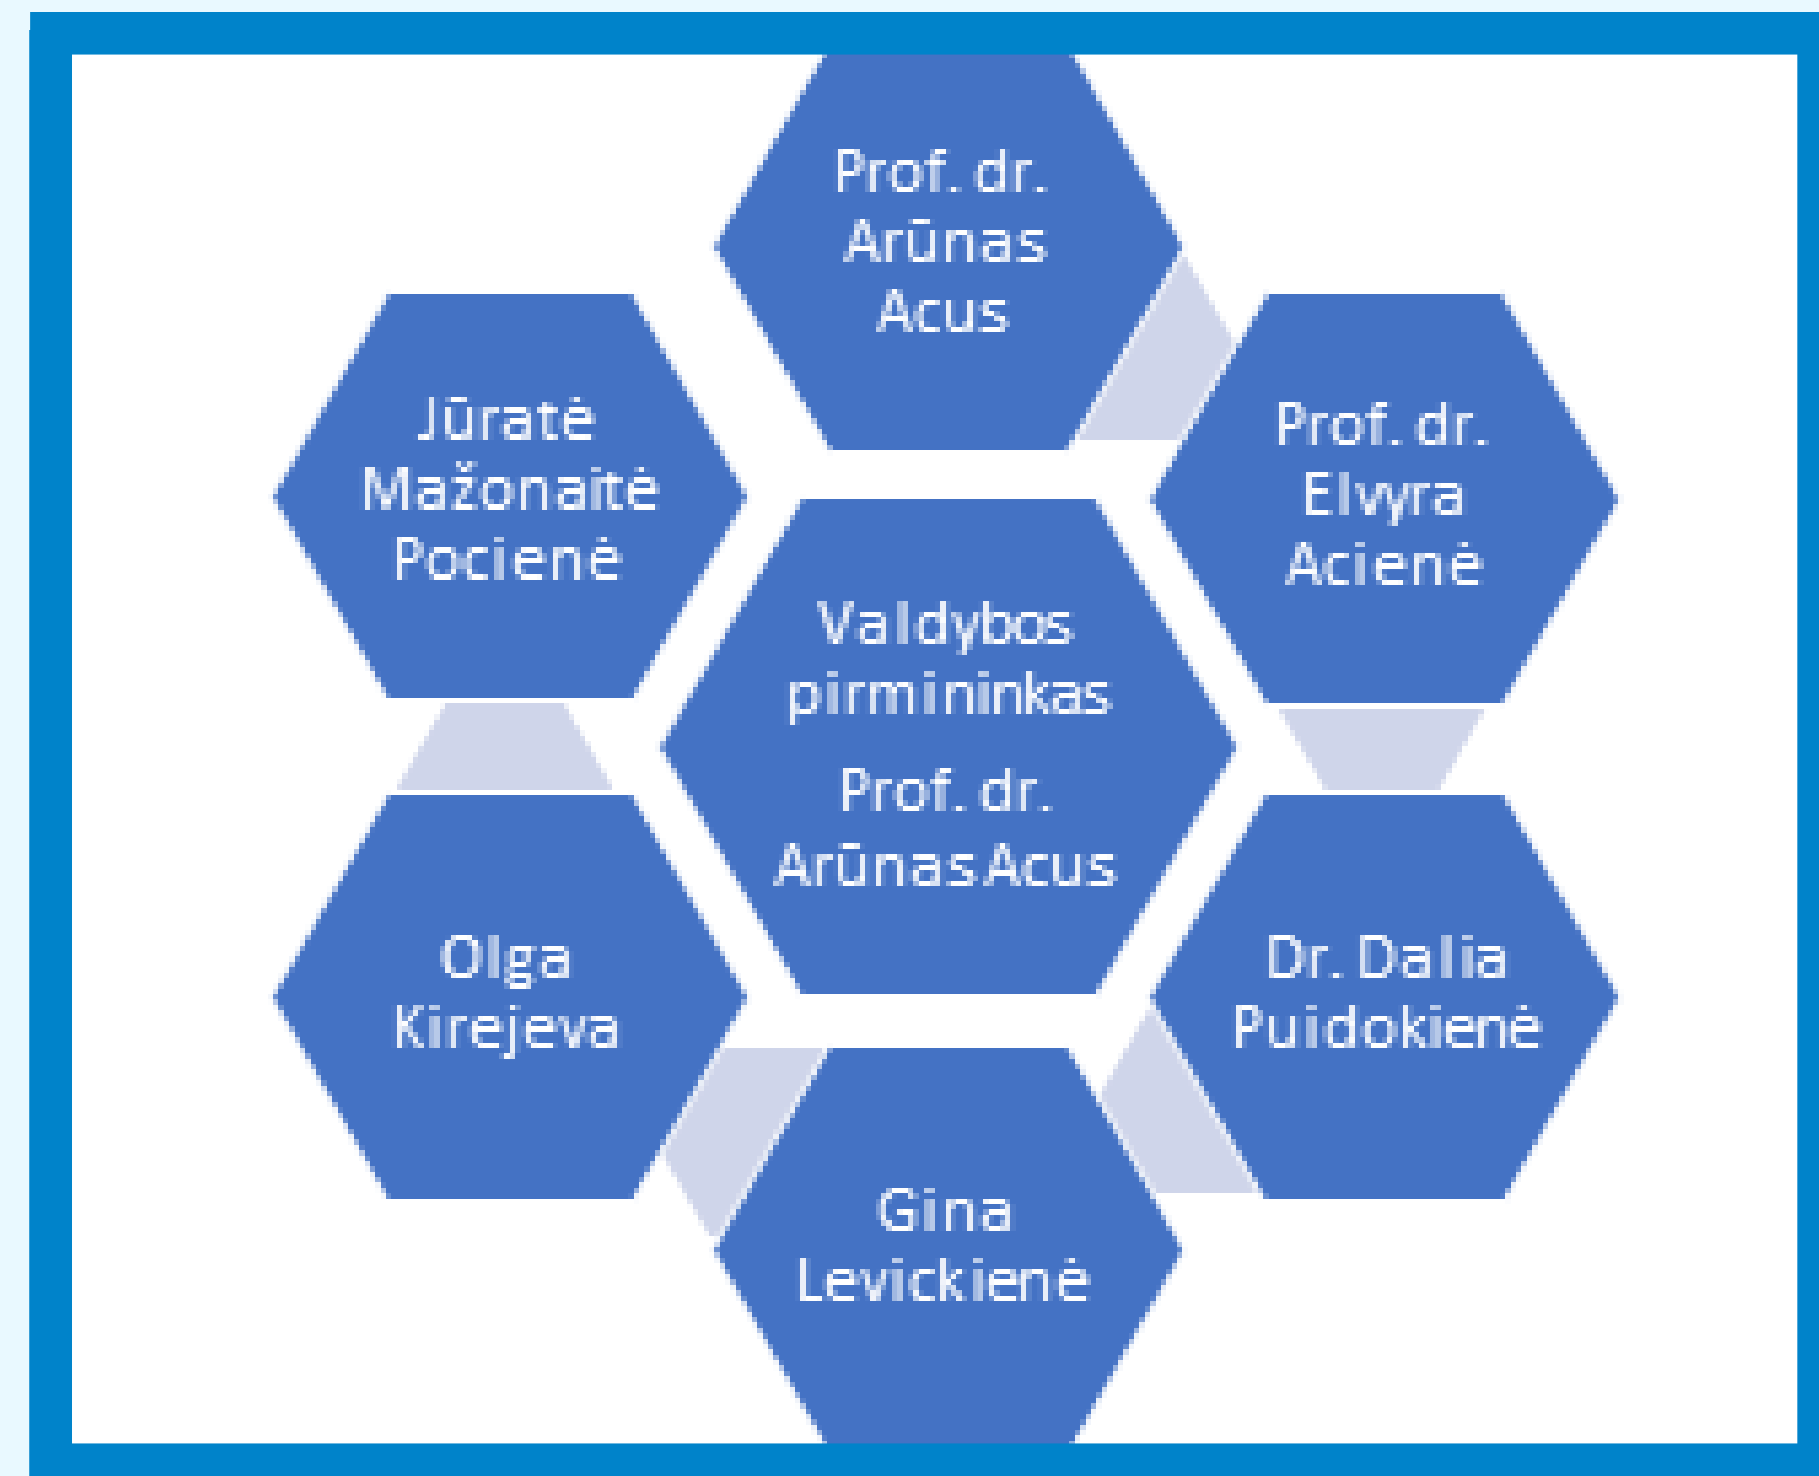 Prof. dr.
Arūnas
Acus
Prof. dr.
Elvyra
Acienė
Dr. Dalia
Puidokienė
Gina
Levickienė
Olga
Kirejeva
Jūratė
Mažonaitė
Pocienė
Valdybos
pirmininkas
Prof. dr.
Arūnas Acus